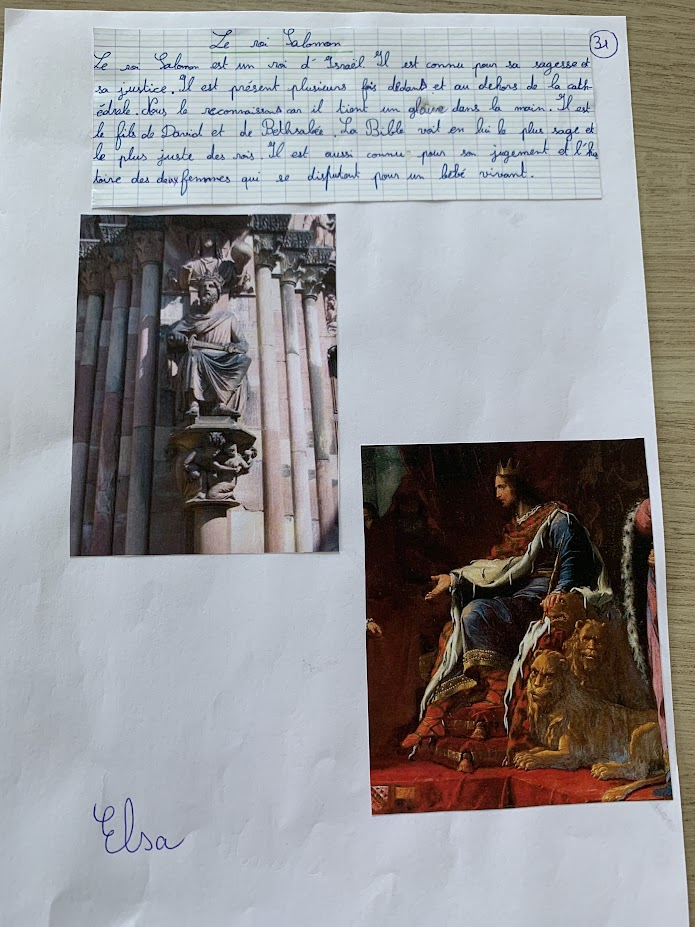 Le roi Salomon
31
Le roi Salomon est un roi d'Israël Il est connu pour sa sagesse et
sa justice. Il est présent plusieurs fois dedans et au dehors de la cath-
édrale. Nous le reconnaissons car il tient un glaive dans la main. Il est
le fils de David et de Bethsabée. La Bible voit en lui le plus sage et
le plus juste des rois. Il est aussi connu pour son jugement et l'his
toire des deux femmes qui se disputont pour un bébé vivant.
Elsa